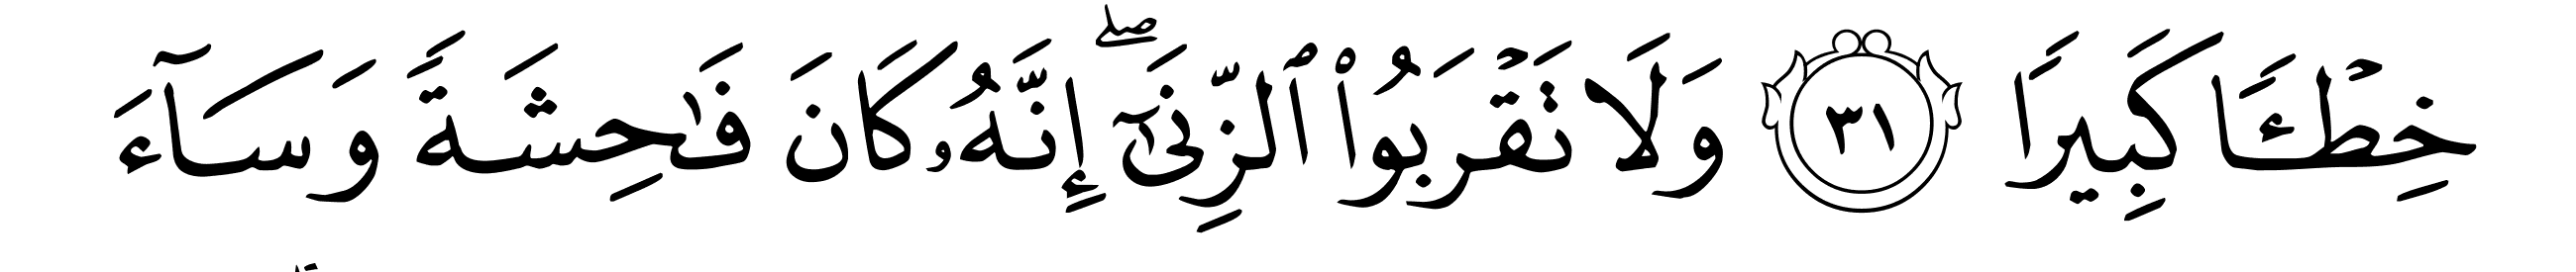 خِطْـًٔا كَبِيرًا ٣١ وَلَا تَقْرَبُوا۟ ٱلزِّنَىٰٓ ۖ إِنَّهُۥ كَانَ فَـٰحِشَةً وَسَآءَ